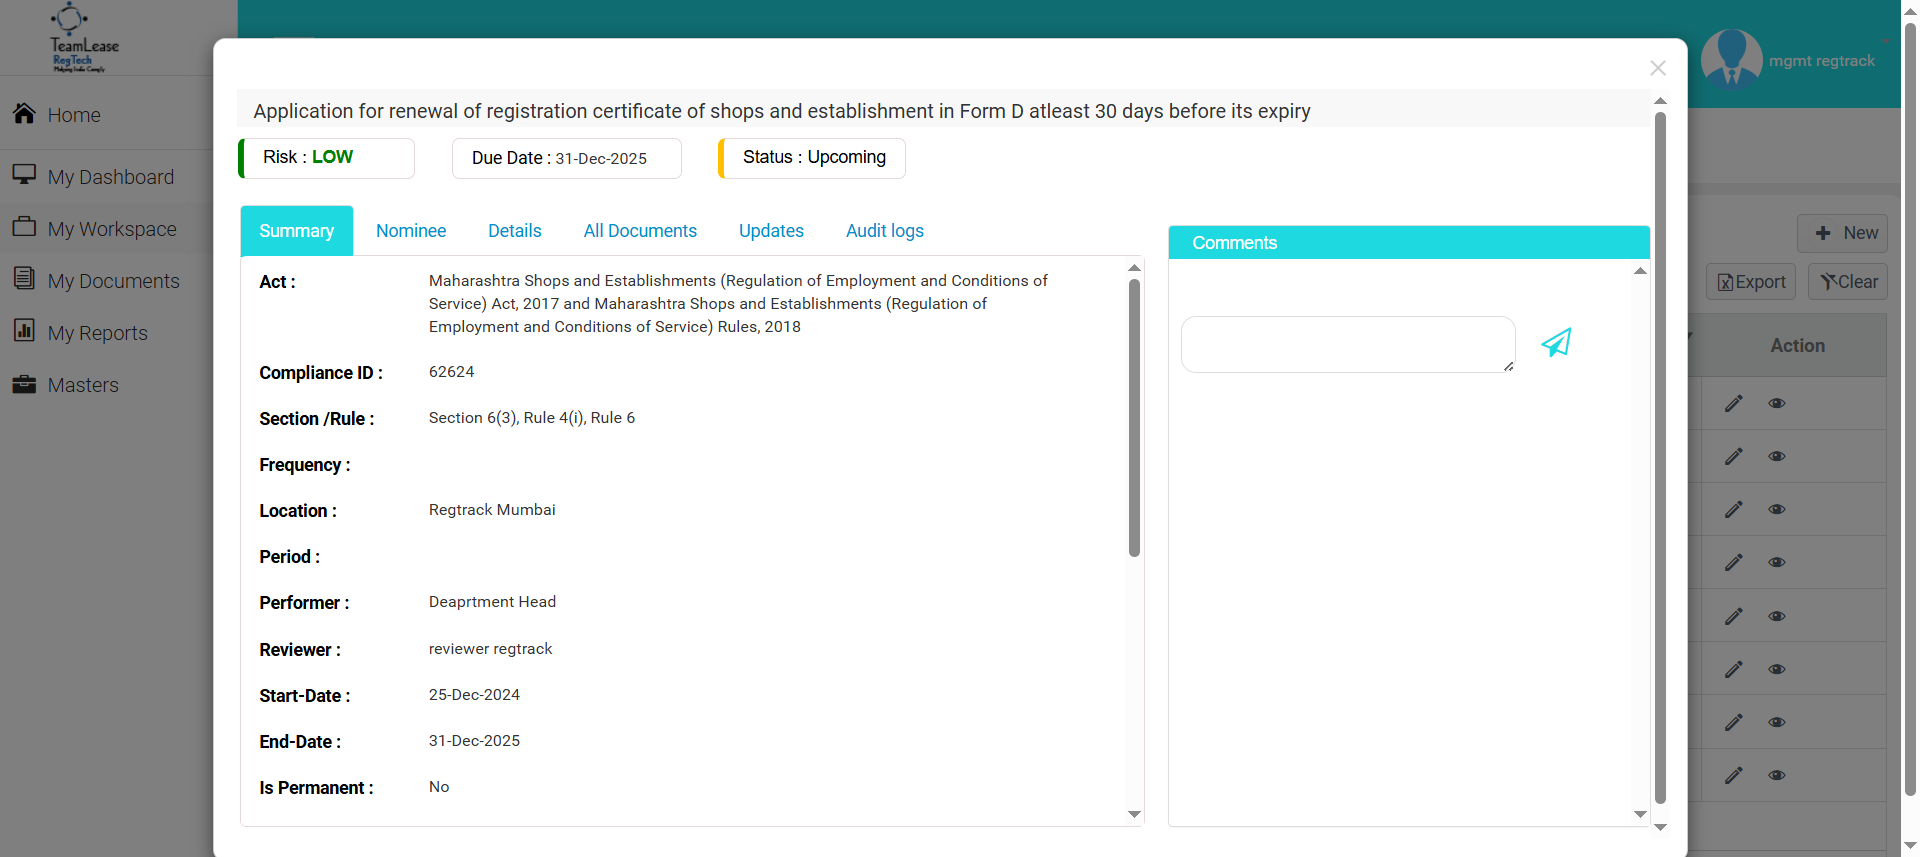 TeamLease
RegTech
Making India Comply
mgmt regtrack
Home
My Dashboard
My Workspace
My Documents
My Reports
Masters
Application for renewal of registration certificate of shops and establishment in Form D atleast 30 days before its expiry
Risk : LOW
Due Date : 31-Dec-2025
Status : Upcoming
Summary
Nominee
Details
All Documents
Updates
Audit logs
Act :
Maharashtra Shops and Establishments (Regulation of Employment and Conditions of
Service) Act, 2017 and Maharashtra Shops and Establishments (Regulation of
Employment and Conditions of Service) Rules, 2018
Compliance ID :
62624
Section /Rule :
Section 6(3), Rule 4(i), Rule 6
Frequency :
Location :
Regtrack Mumbai
Period :
Performer :
Deaprtment Head
Reviewer :
reviewer regtrack
Start-Date :
25-Dec-2024
End-Date :
31-Dec-2025
Is Permanent :
No
Comments
New
Export
Clear
Action